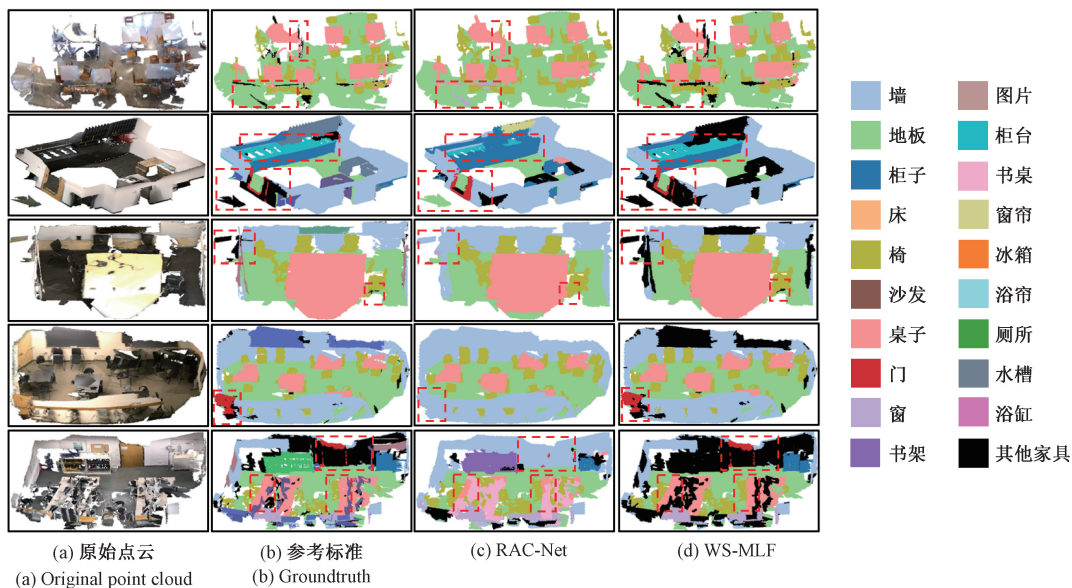 墙
图片
地板
柜台
柜子
书桌
床
窗帘
椅
冰箱
沙发
浴帘
桌子
厕所
门
水槽
窗
浴缸
书架
其他家具
(a) 原始点云
(b) 参考标准
(c) RAC-Net
(d) WS-MLF
(a) Original point cloud
(b) Groundtruth